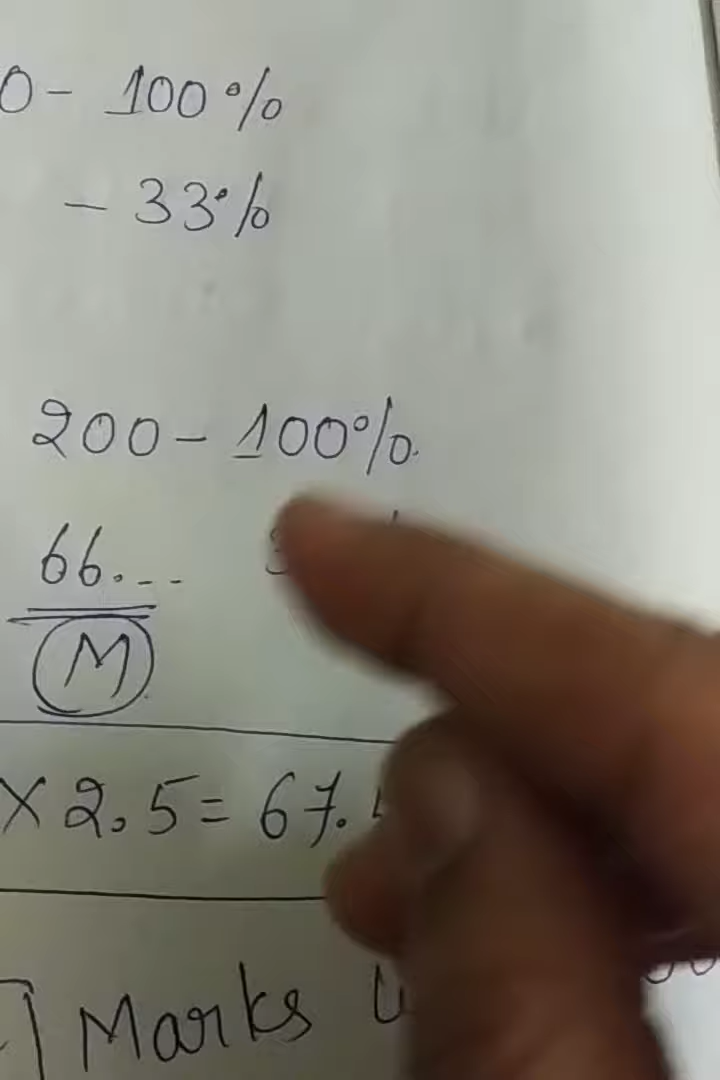 0 - 100%
- 33%
200 - 100%
66...
M
× 2.5 = 67.
Marks